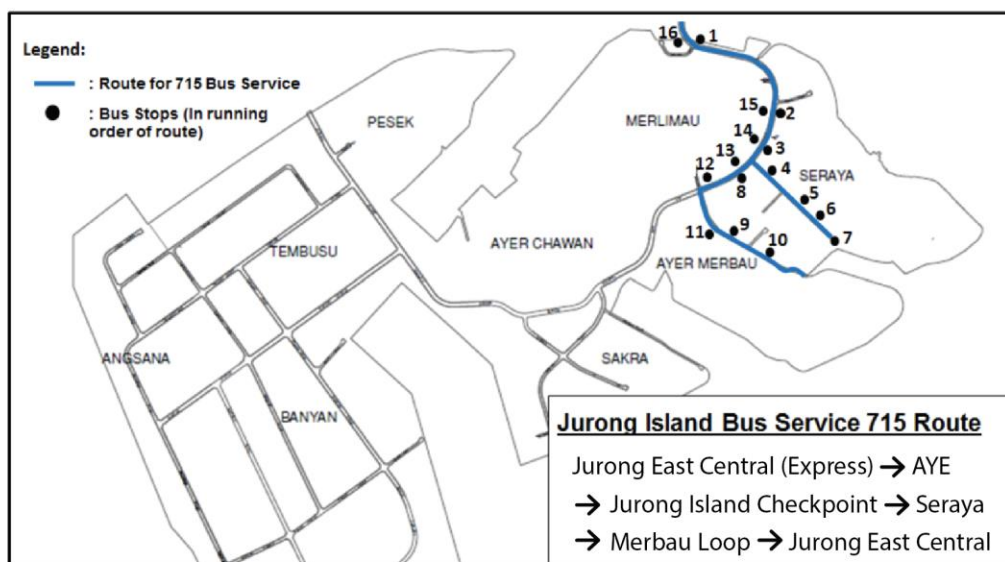 Legend:
: Route for 715 Bus Service
: Bus Stops (In running
order of route)
16
1
PESEK
15
2
MERLIMAU
14
3
13
4
12
SERAYA
8
5
6
9
7
11
10
AYER CHAWAN
TEMBUSU
AYER MERBAU
ANGSANA
SAKRA
BANYAN
Jurong Island Bus Service 715 Route
Jurong East Central (Express) → AYE
→ Jurong Island Checkpoint → Seraya
→ Merbau Loop → Jurong East Central